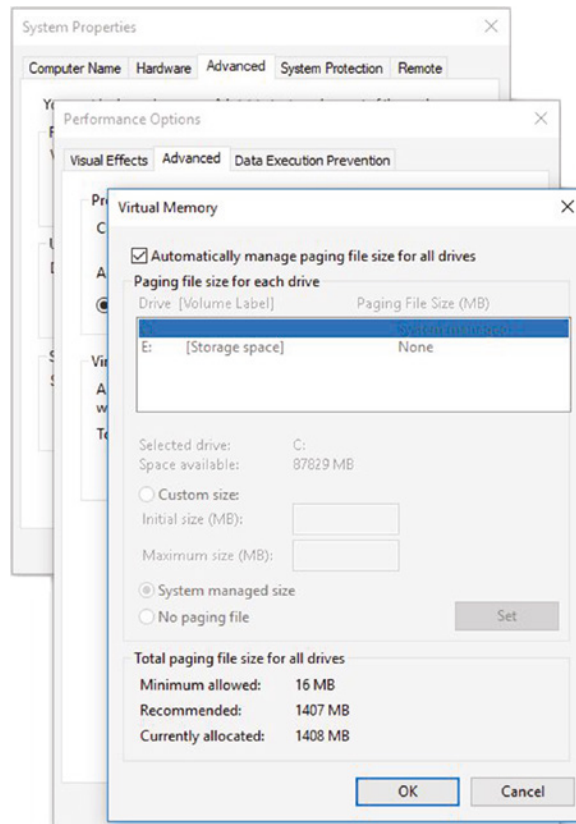 System Properties
Computer Name Hardware Advanced System Protection Remote
Performance Options
Visual Effects Advanced Data Execution Prevention
Virtual Memory
Automatically manage paging file size for all drives
Paging file size for each drive
Drive [Volume Label] Paging File Size (MB)
System managed
E: [Storage space] None
Selected drive: C:
Space available: 87829 MB
Custom size:
Initial size (MB):
Maximum size (MB):
System managed size
No paging file
Set
Total paging file size for all drives
Minimum allowed: 16 MB
Recommended: 1407 MB
Currently allocated: 1408 MB
OK Cancel